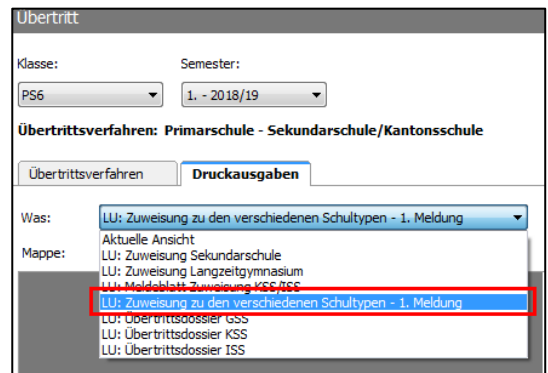 Übertritt
Klasse: Semester:
PS6 1. - 2018/19
Übertrittsverfahren: Primarschule - Sekundarschule/Kantonsschule
Übertrittsverfahren Druckausgaben
Was: LU: Zuweisung zu den verschiedenen Schultypen - 1. Meldung
Aktuelle Ansicht
Mappe: LU: Zuweisung Sekundarschule
LU: Zuweisung Langzeitgymnasium
LU: Meldeblatt Zuweisung KSS/ISS
LU: Zuweisung zu den verschiedenen Schultypen - 1. Meldung
LU: Übertrittsdossier GSS
LU: Übertrittsdossier KSS
LU: Übertrittsdossier ISS